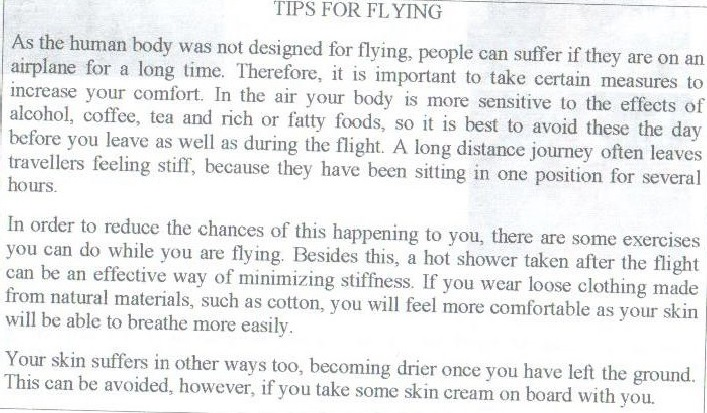 TIPS FOR FLYING
As the human body was not designed for flying, people can suffer if they are on an
airplane for a long time. Therefore, it is important to take certain measures to
increase your comfort. In the air your body is more sensitive to the effects of
alcohol, coffee, tea and rich or fatty foods, so it is best to avoid these the day
before you leave as well as during the flight. A long distance journey often leaves
travellers feeling stiff, because they have been sitting in one position for several
hours.
In order to reduce the chances of this happening to you, there are some exercises
you can do while you are flying. Besides this, a hot shower taken after the flight
can be an effective way of minimizing stiffness. If you wear loose clothing made
from natural materials, such as cotton, you will feel more comfortable as your skin
will be able to breathe more easily.
Your skin suffers in other ways too, becoming drier once you have left the ground.
This can be avoided, however, if you take some skin cream on board with you.